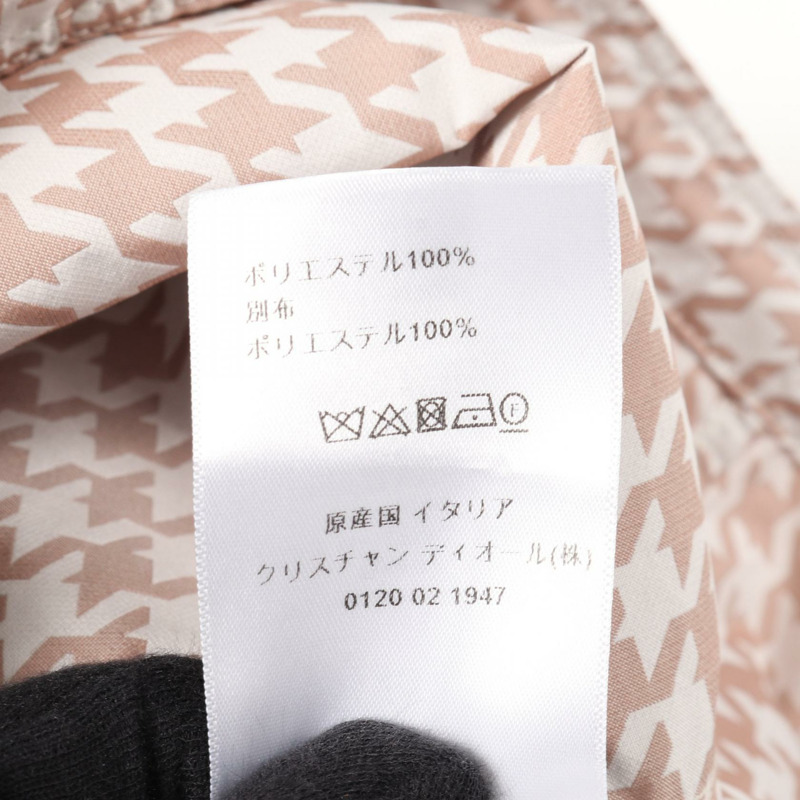 ポリエステル100%
別布
ポリエステル100%
F
原産国 イタリア
クリスチャン ディオール(株)
0120 02 1947